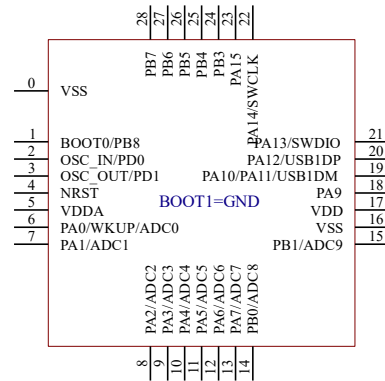 28 27 26 25 24 23 22
PB7 PB6 PB5 PB4 PB3 PA15 PA14/SWCLK
0 VSS
1 BOOT0/PB8 PA13/SWDIO 21
2 OSC_IN/PD0 PA12/USB1DP 20
3 OSC_OUT/PD1 PA10/PA11/USB1DM 19
4 NRST PA9 18
5 VDDA BOOT1=GND VDD 17
6 PA0/WKUP/ADC0 VSS 16
7 PA1/ADC1 PB1/ADC9 15
PA2/ADC2 PA3/ADC3 PA4/ADC4 PA5/ADC5 PA6/ADC6 PA7/ADC7 PB0/ADC8
8 9 10 11 12 13 14